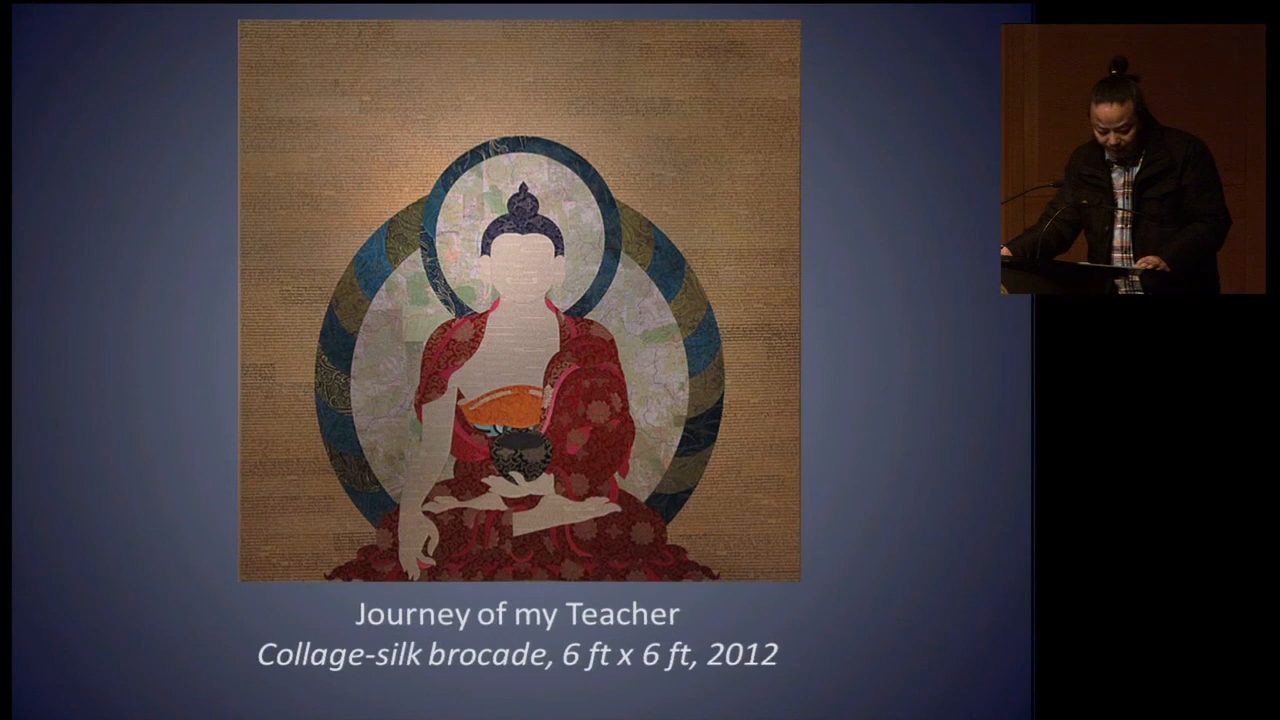 Journey of my Teacher
Collage-silk brocade, 6 ft x 6 ft, 2012